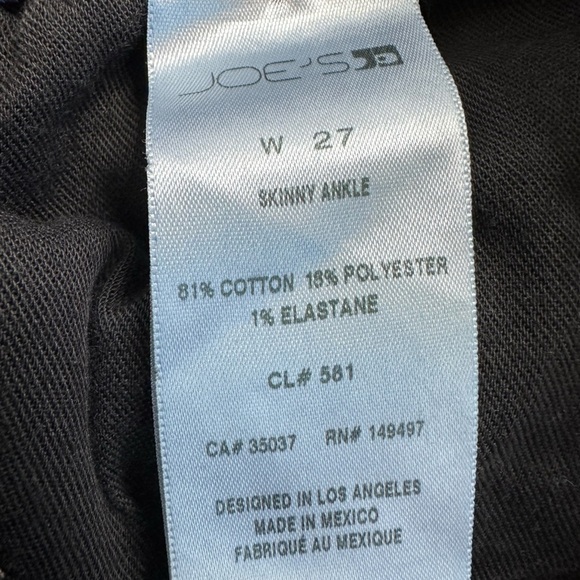 JOE'S
W 27
SKINNY ANKLE
81% COTTON 18% POLYESTER
1% ELASTANE
CL# 581
CA# 35037 RN# 149497
DESIGNED IN LOS ANGELES
MADE IN MEXICO
FABRIQUÉ AU MEXIQUE